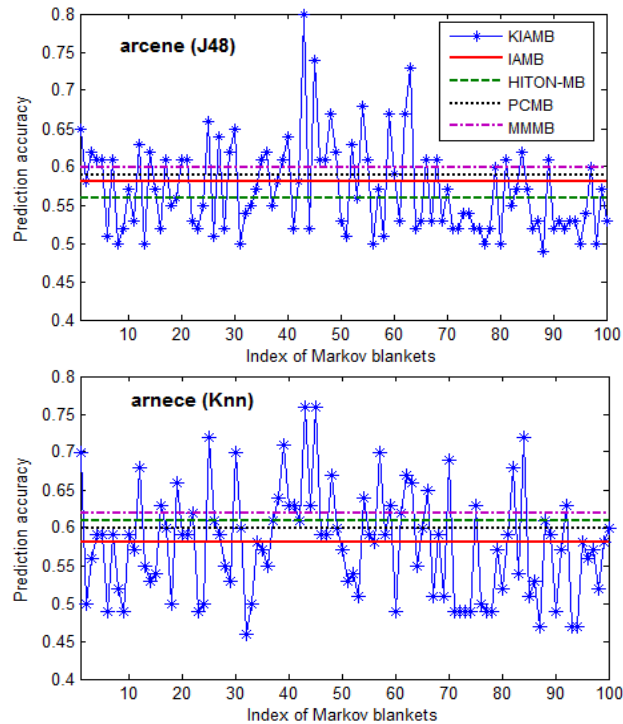 arcene (J48)
KIAMB
IAMB
HITON-MB
PCMB
MMMB
Prediction accuracy
0.8
0.75
0.7
0.65
0.6
0.55
0.5
0.45
0.4
10 20 30 40 50 60 70 80 90 100
Index of Markov blankets
arnece (Knn)
Prediction accuracy
0.8
0.75
0.7
0.65
0.6
0.55
0.5
0.45
0.4
10 20 30 40 50 60 70 80 90 100
Index of Markov blankets